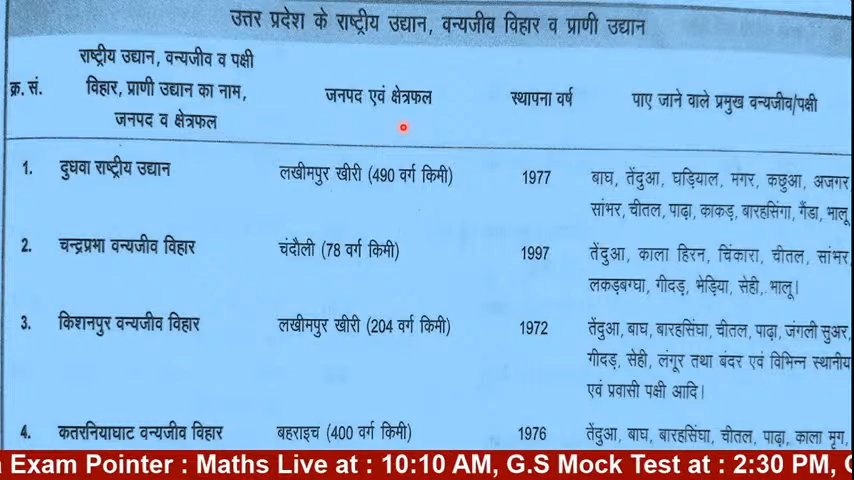 उत्तर प्रदेश के राष्ट्रीय उद्यान, वन्यजीव विहार व प्राणी उद्यान
क्र. सं.
राष्ट्रीय उद्यान, वन्यजीव व पक्षी
विहार, प्राणी उद्यान का नाम,
जनपद व क्षेत्रफल
जनपद एवं क्षेत्रफल
स्थापना वर्ष
पाए जाने वाले प्रमुख वन्यजीव/पक्षी
1. दुधवा राष्ट्रीय उद्यान लखीमपुर खीरी (490 वर्ग किमी) 1977 बाघ, तेंदुआ, घड़ियाल, मगर, कछुआ, अजगर
सांभर, चीतल, पाढ़ा, काकड़, बारहसिंगा, गैंडा, भालू
2. चन्द्रप्रभा वन्यजीव विहार चंदौली (78 वर्ग किमी) 1997 तेंदुआ, काला हिरन, चिंकारा, चीतल, सांभर,
लकड़बग्घा, गीदड़, भेड़िया, सेही, भालू।
3. किशनपुर वन्यजीव विहार लखीमपुर खीरी (204 वर्ग किमी) 1972 तेंदुआ, बाघ, बारहसिंघा, चीतल, पाढ़ा, जंगली सुअर,
गीदड़, सेही, लंगूर तथा बंदर एवं विभिन्न स्थानीय
एवं प्रवासी पक्षी आदि।
4. कतरनियाघाट वन्यजीव विहार बहराइच (400 वर्ग किमी) 1976 तेंदुआ, बाघ, बारहसिंघा, चीतल, पाढ़ा, काला मृग,
Exam Pointer : Maths Live at : 10:10 AM, G.S Mock Test at : 2:30 PM,